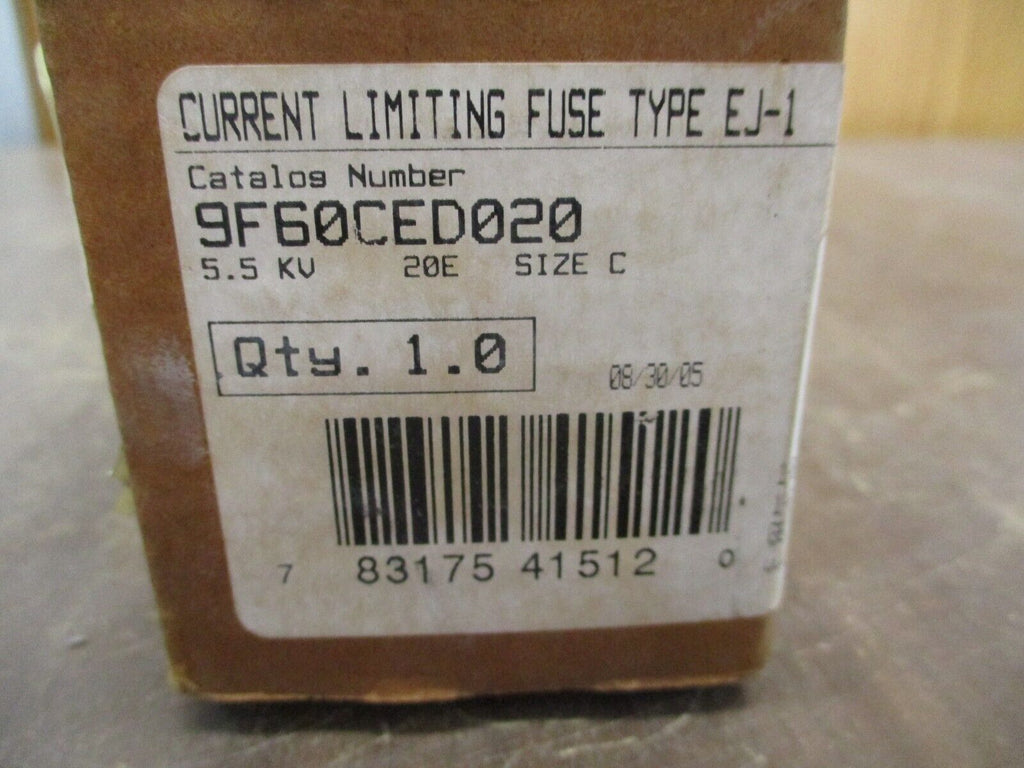 CURRENT LIMITING FUSE TYPE EJ-1
Catalog Number
9F60CED020
5.5 KV 20E SIZE C
Qty. 1.0
08/30/05
7 83175 41512 0